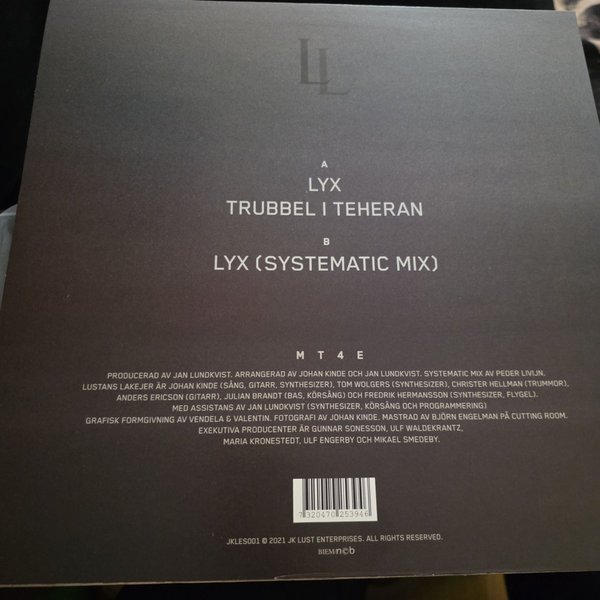 LL
A
LYX
TRUBBEL I TEHERAN
B
LYX (SYSTEMATIC MIX)
MT4E
PRODUCERAD AV JAN LUNDKVIST. ARRANGERAD AV JOHAN KINDE OCH JAN LUNDKVIST. SYSTEMATIC MIX AV PEDER LIVIJN.
LUSTANS LAKEJER ÄR JOHAN KINDE (SÅNG, GITARR, SYNTHESIZER), TOM WOLGERS (SYNTHESIZER), CHRISTER HELLMAN (TRUMMOR),
ANDERS ERICSON (GITARR), JULIAN BRANDT (BAS, KÖRSÅNG) OCH FREDRIK HERMANSSON (SYNTHESIZER, FLYGEL).
MED ASSISTANS AV JAN LUNDKVIST (SYNTHESIZER, KÖRSÅNG OCH PROGRAMMERING)
GRAFISK FORMGIVNING AV VENDELA & VALENTIN. FOTOGRAFI AV JOHAN KINDE. MASTRAD AV BJÖRN ENGELMAN PÅ CUTTING ROOM.
EXEKUTIVA PRODUCENTER ÄR GUNNAR SONESSON, ULF WALDEKRANTZ,
MARIA KRONESTEDT, ULF ENGERBY OCH MIKAEL SMEDEBY.
7 320470 253946
JKLES001 © 2021 JK LUST ENTERPRISES. ALL RIGHTS RESERVED.
BIEM/n©b